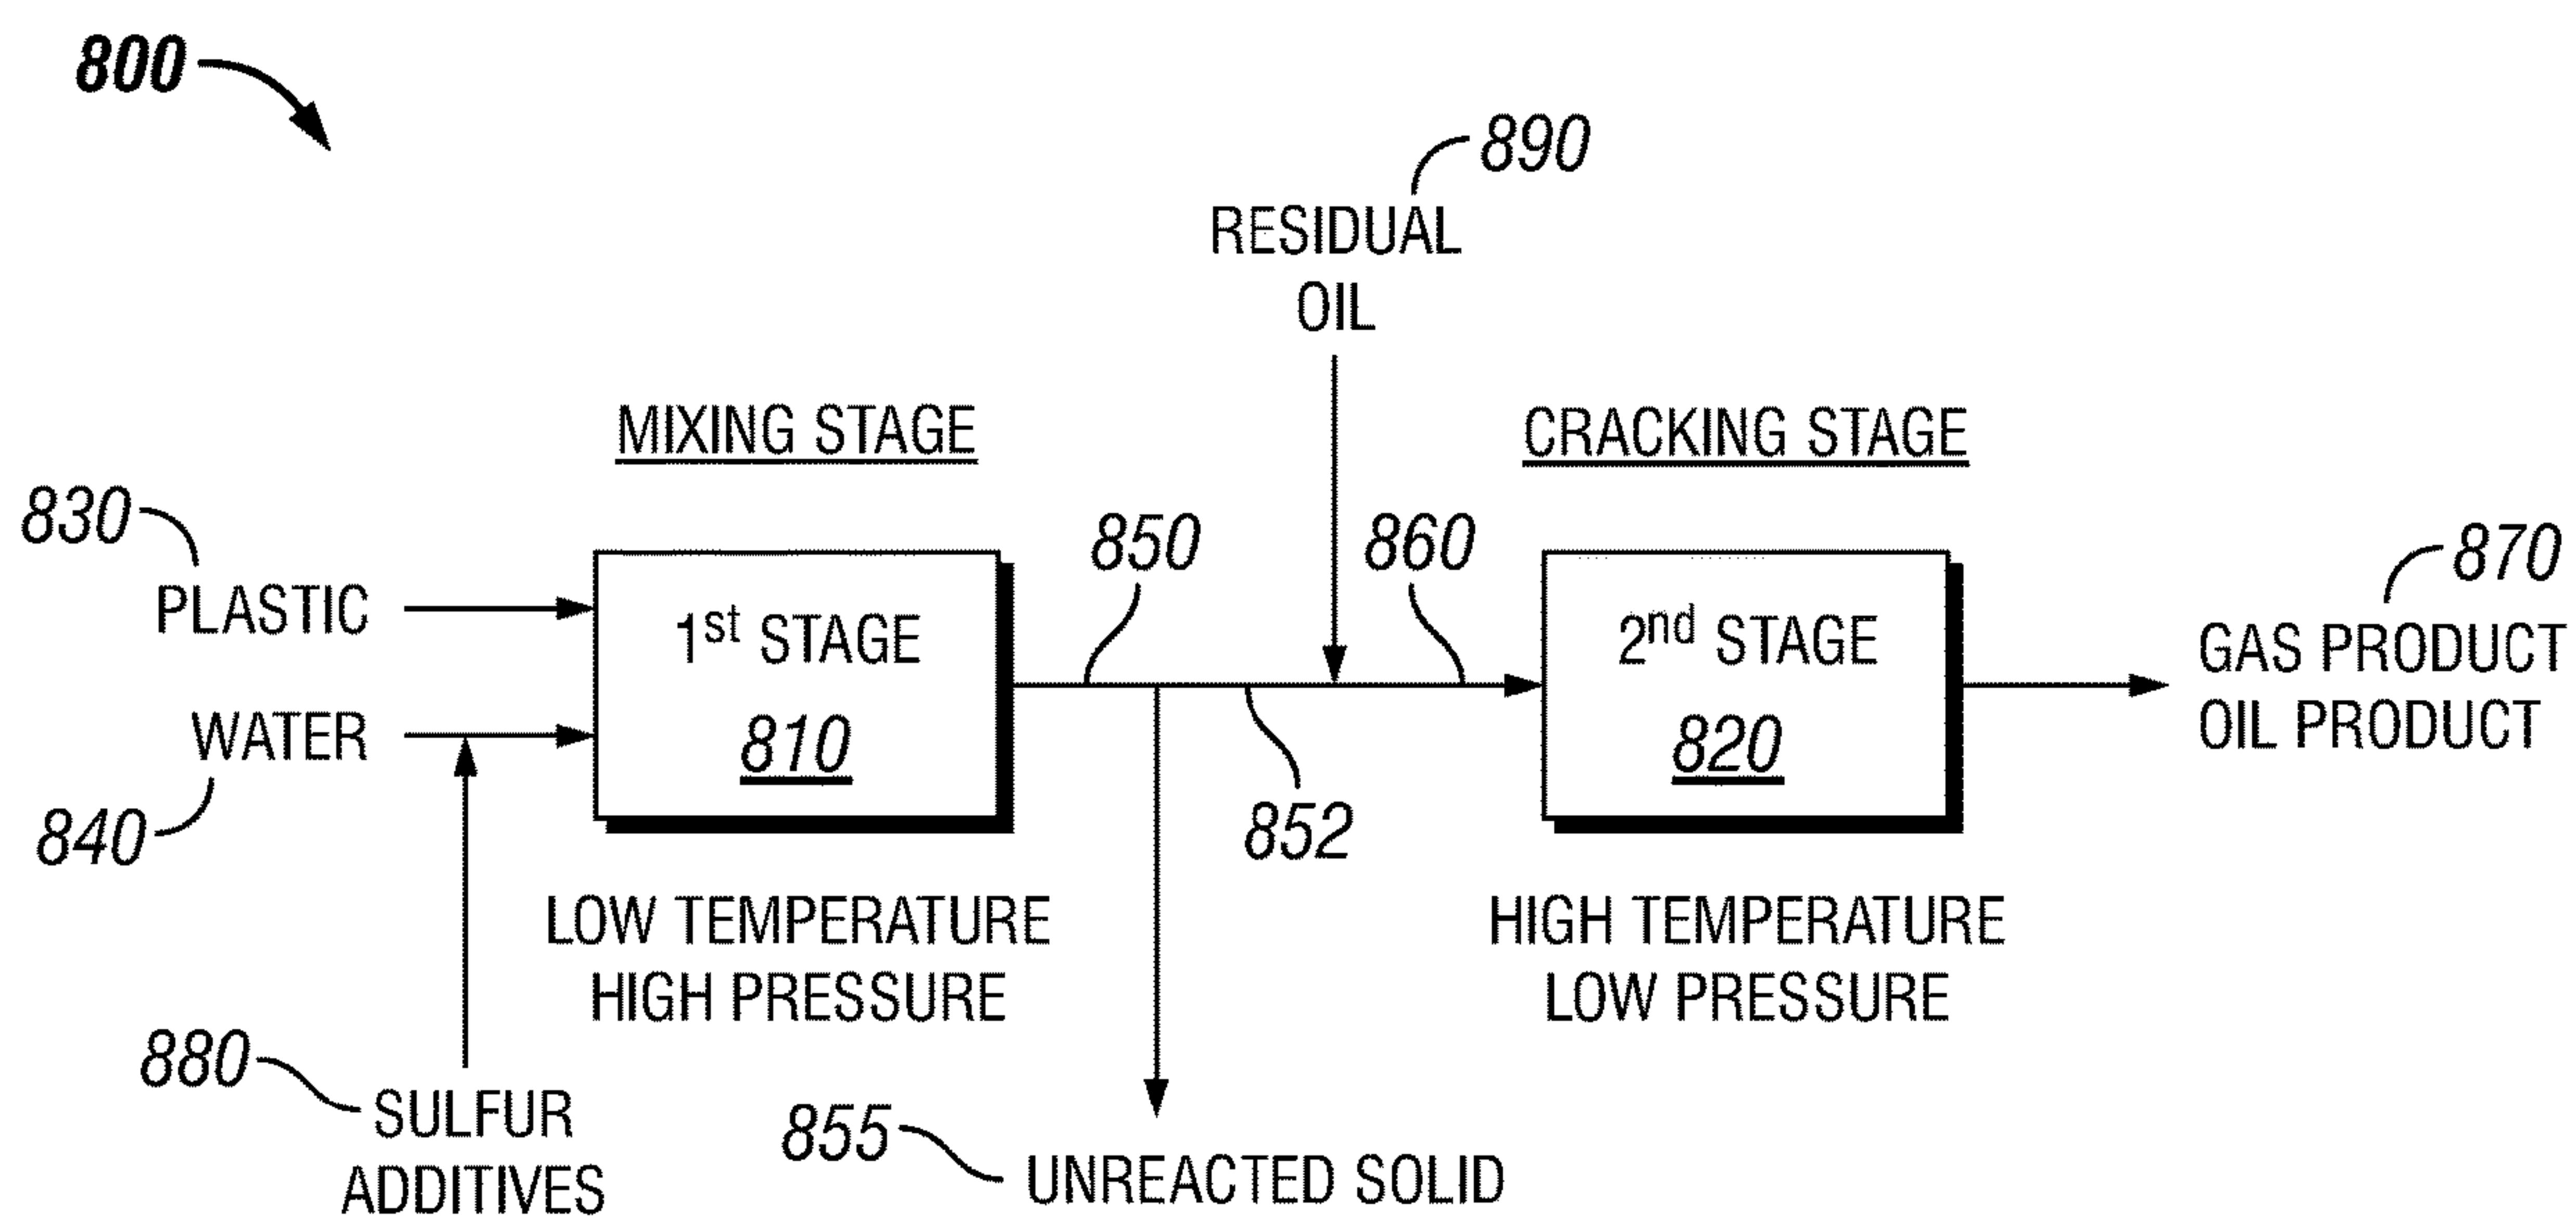 800
890
RESIDUAL
OIL
MIXING STAGE
CRACKING STAGE
830
850
860
870
PLASTIC
1st STAGE
2nd STAGE
GAS PRODUCT
OIL PRODUCT
WATER
810
820
840
852
LOW TEMPERATURE
HIGH PRESSURE
HIGH TEMPERATURE
LOW PRESSURE
880
SULFUR
ADDITIVES
855
UNREACTED SOLID